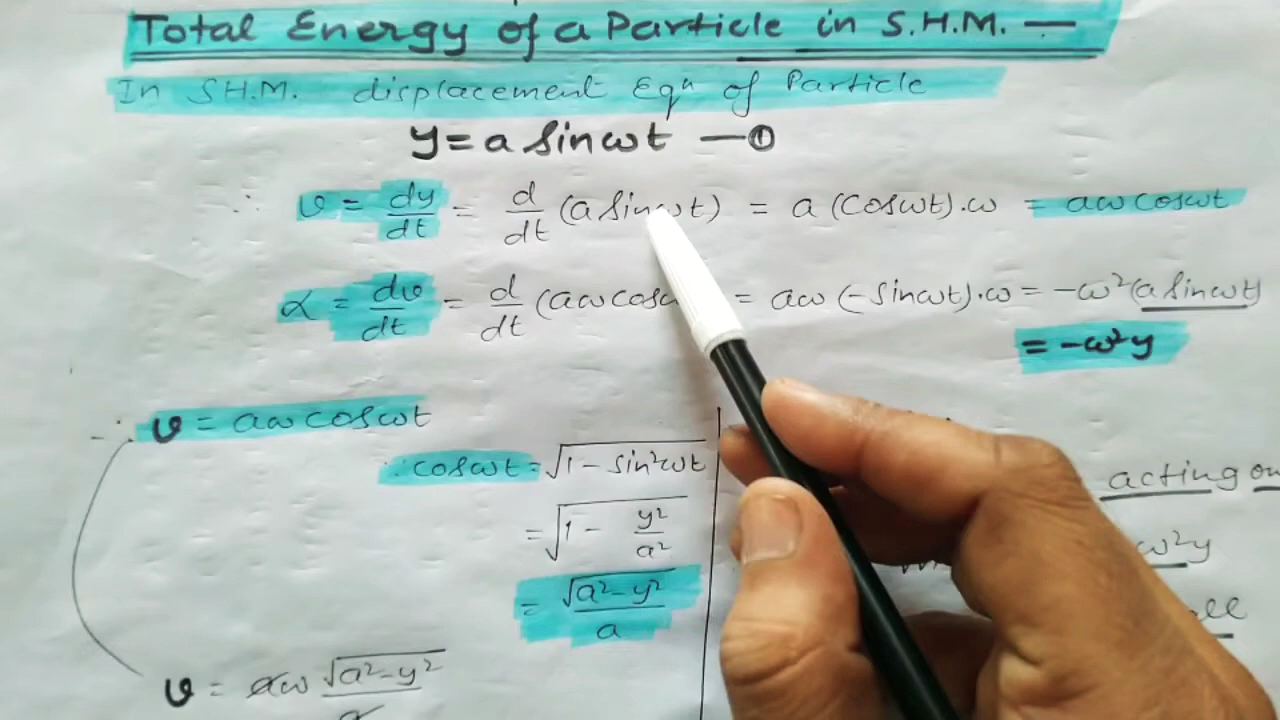 Total Energy of a Particle in S.H.M. —
In S.H.M. displacement Eqn of Particle
y = a sinωt —①
∴ v = dy/dt = d/dt (a sinωt) = a (cosωt).ω = aω cosωt
α = dv/dt = d/dt (aω cos = aω (-sinωt).ω = -ω²(a sinωt)
= -ω²y
∴ v = aω cosωt
∵ cosωt = √1 - sin²ωt
= √1 - y²/a²
= √a²-y²/a
v = aω √a²-y²/a
acting on
ω²y